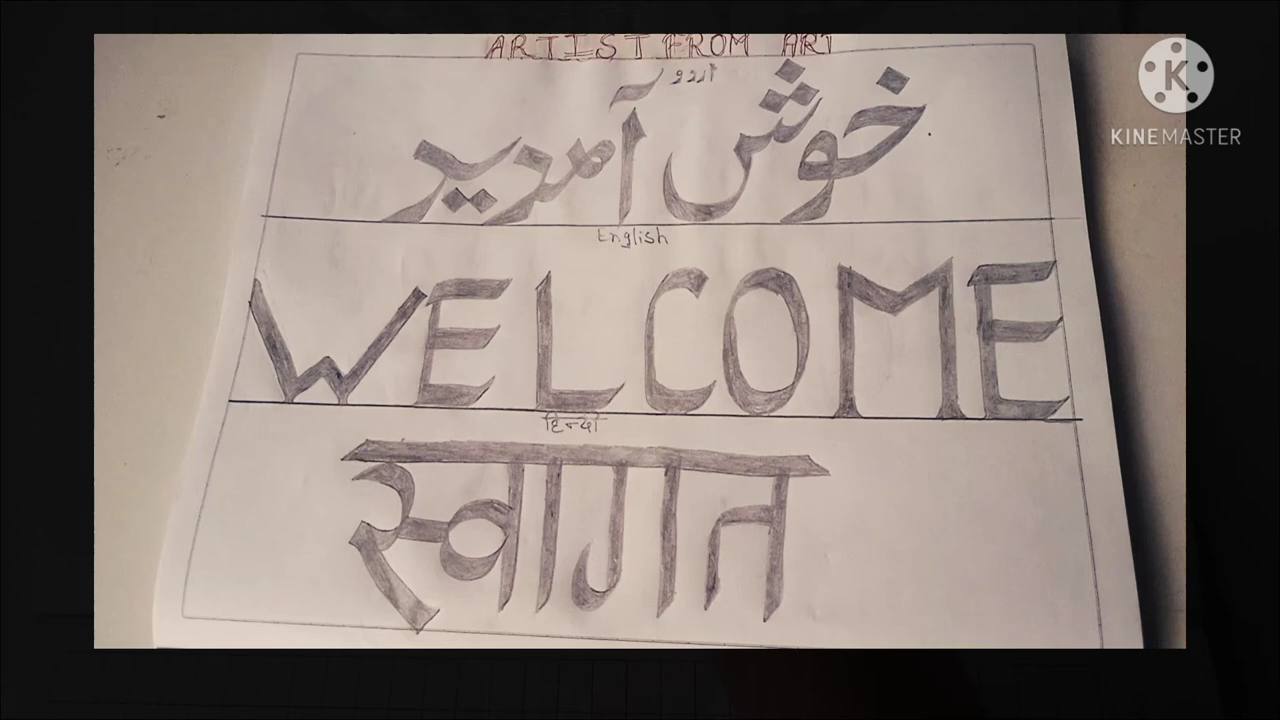 ARTIST FROM ART
اردو
خوش آمدید
English
WELCOME
हिन्दी
स्वागत
KINEMASTER